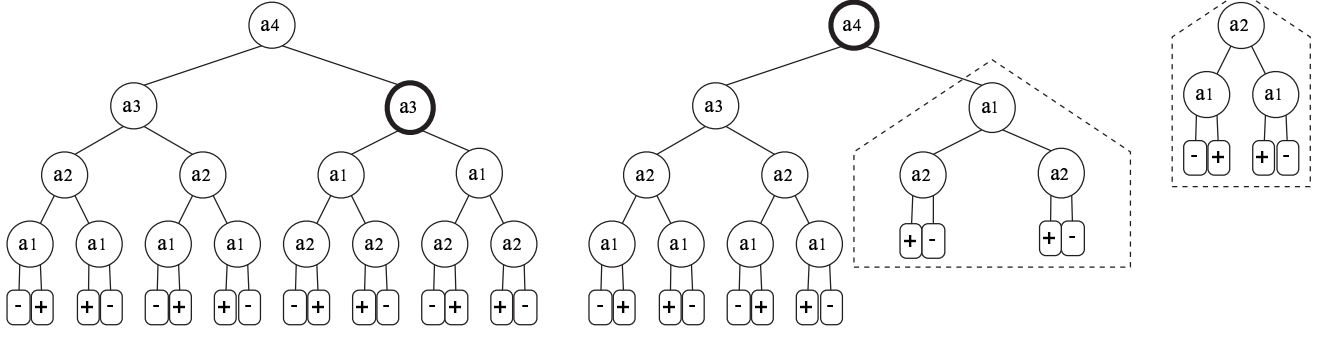 a4
a3 a3
a2 a2 a1 a1
a1 a1 a1 a1 a2 a2 a2 a2
- + + - - + + - - + + - - + + -
a4
a3 a1
a2 a2 a2 a2
a1 a1 a1 a1 + - + -
- + + - - + + -
a2
a1 a1
- + + -